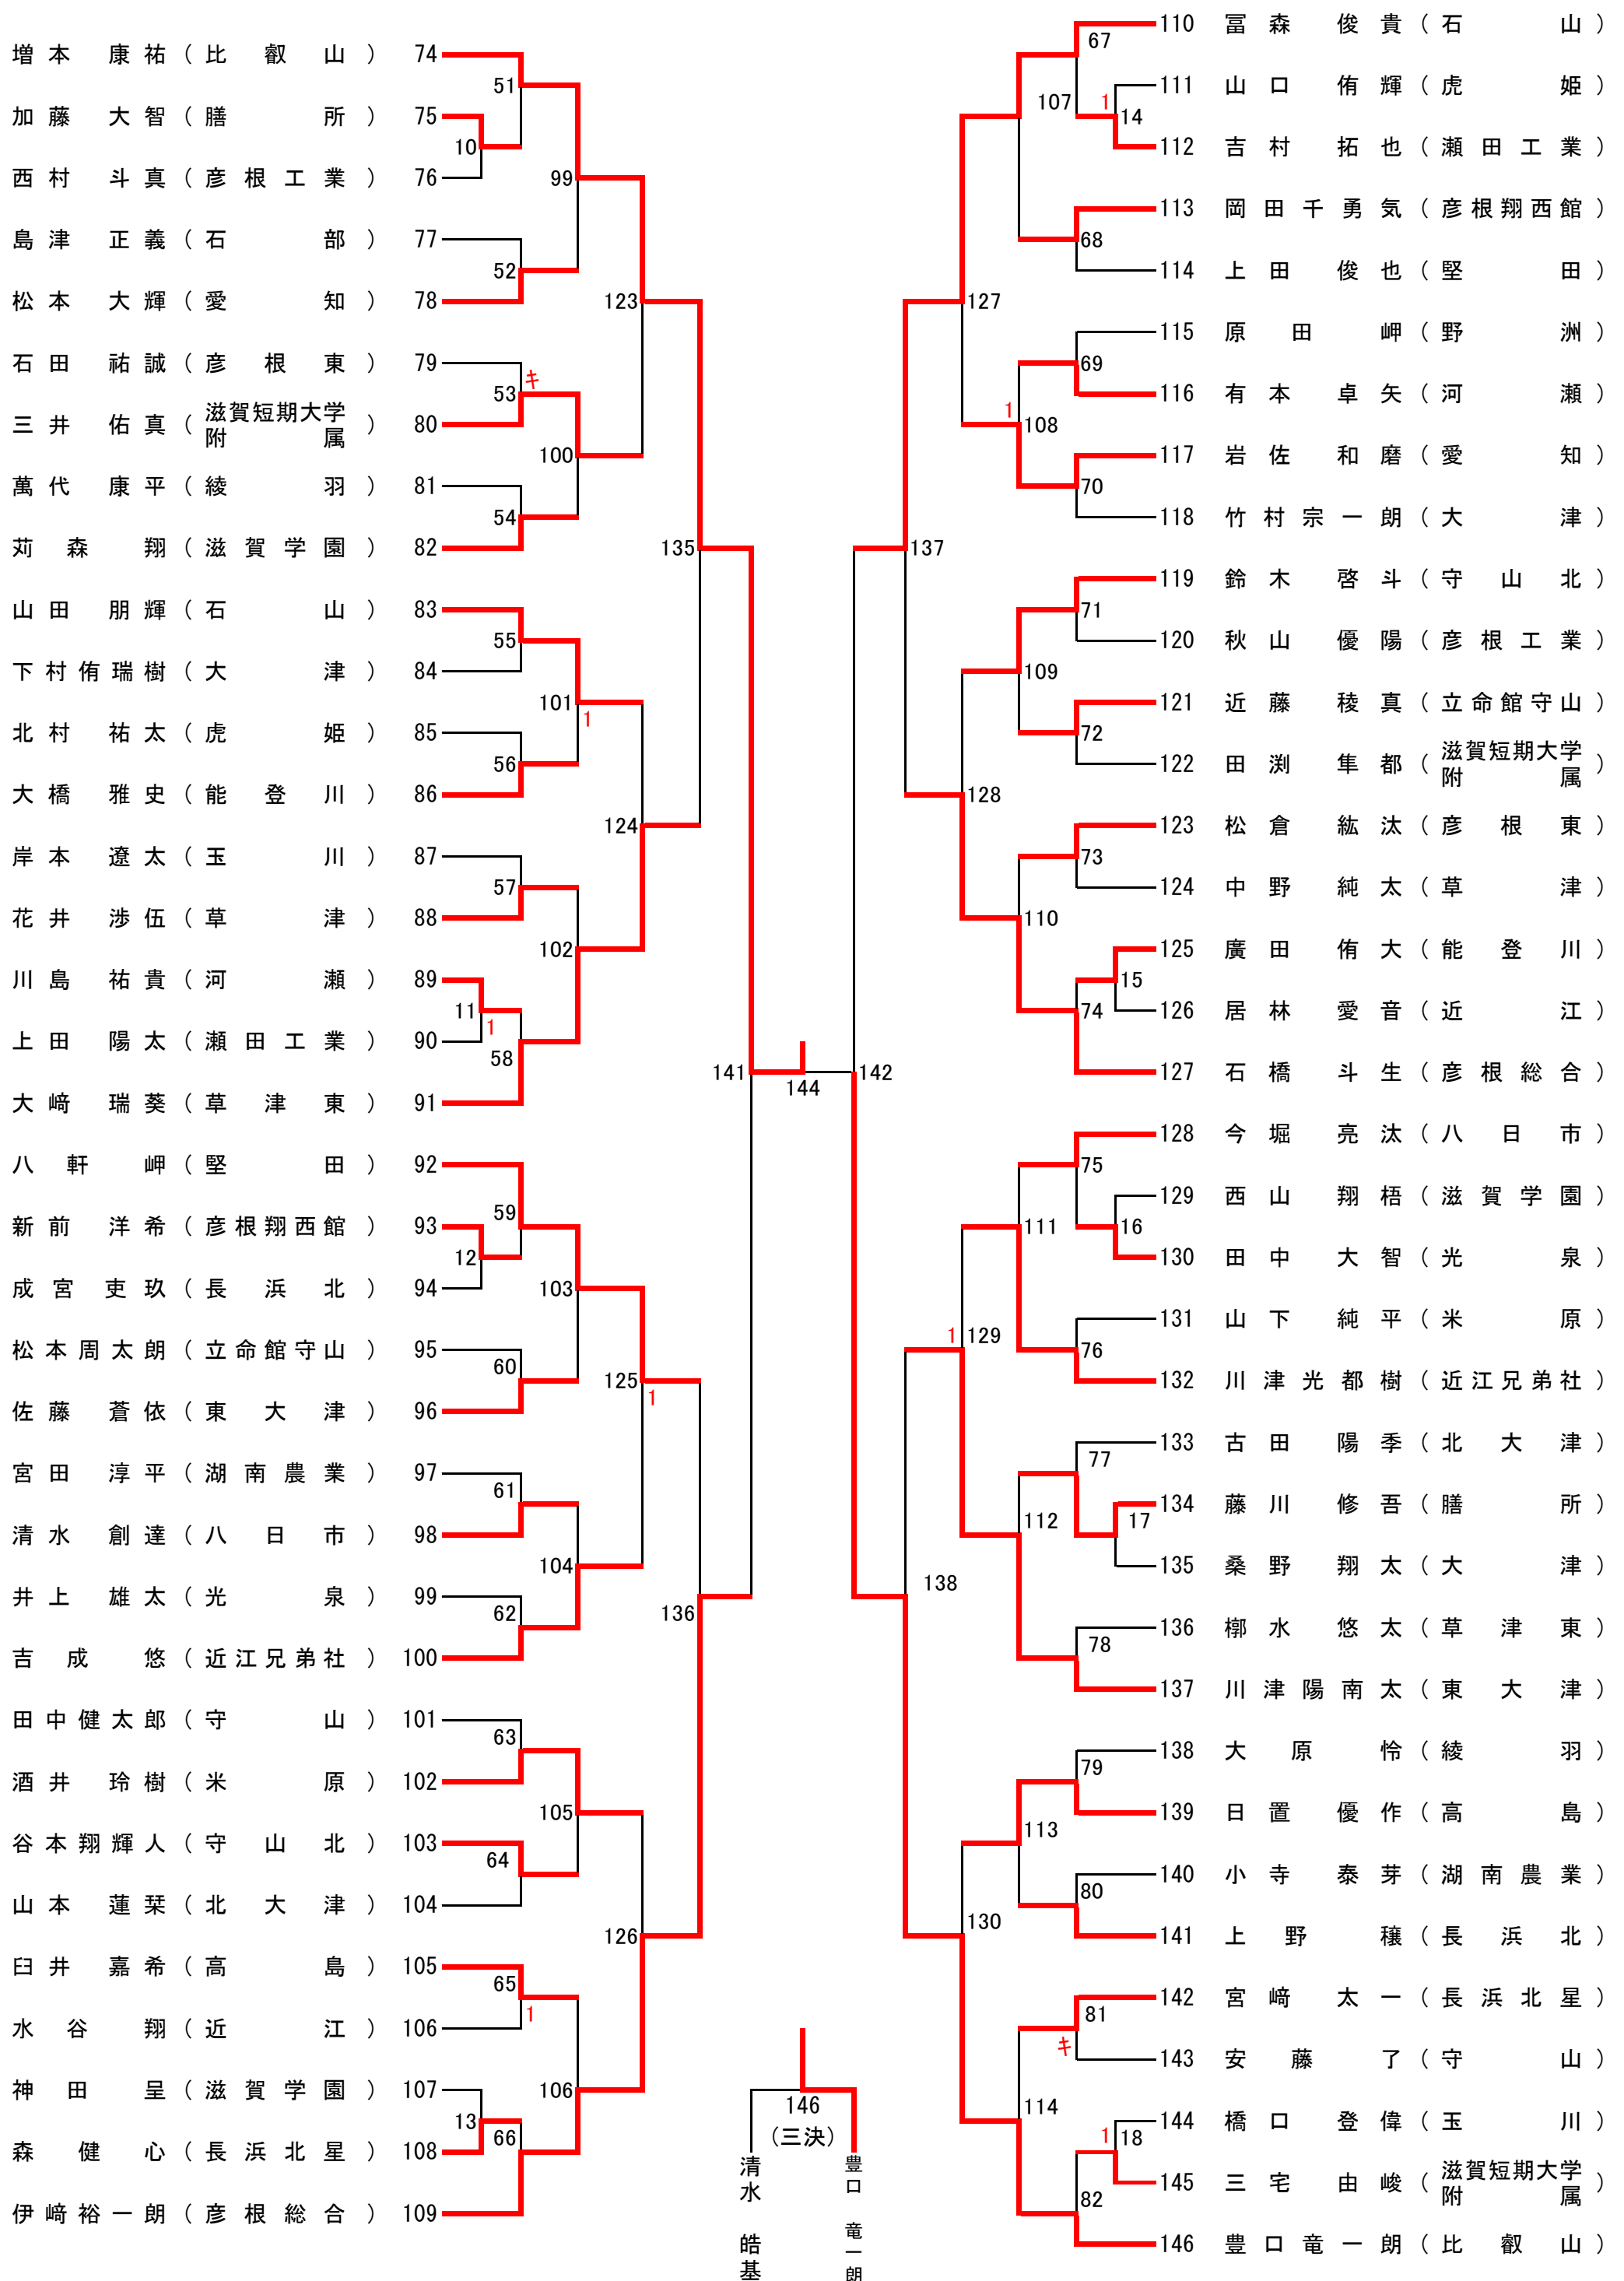 増本 康祐 ( 比叡山 ) 74
加藤 大智 ( 膳所 ) 75
西村 斗真 ( 彦根工業 ) 76
島津 正義 ( 石部 ) 77
松本 大輝 ( 愛知 ) 78
石田 祐誠 ( 彦根東 ) 79
三井 佑真 ( 滋賀短期大学附属 ) 80
萬代 康平 ( 綾羽 ) 81
苅森 翔 ( 滋賀学園 ) 82
山田 朋輝 ( 石山 ) 83
下村侑瑞樹 ( 大津 ) 84
北村 祐太 ( 虎姫 ) 85
大橋 雅史 ( 能登川 ) 86
岸本 遼太 ( 玉川 ) 87
花井 渉伍 ( 草津 ) 88
川島 祐貴 ( 河瀬 ) 89
上田 陽太 ( 瀬田工業 ) 90
大﨑 瑞葵 ( 草津東 ) 91
八軒 岬 ( 堅田 ) 92
新前 洋希 ( 彦根翔西館 ) 93
成宮 吏玖 ( 長浜北 ) 94
松本周太朗 ( 立命館守山 ) 95
佐藤 蒼依 ( 東大津 ) 96
宮田 淳平 ( 湖南農業 ) 97
清水 創達 ( 八日市 ) 98
井上 雄太 ( 光泉 ) 99
吉成 悠 ( 近江兄弟社 ) 100
田中健太郎 ( 守山 ) 101
酒井 玲樹 ( 米原 ) 102
谷本翔輝人 ( 守山北 ) 103
山本 蓮栞 ( 北大津 ) 104
臼井 嘉希 ( 高島 ) 105
水谷 翔 ( 近江 ) 106
神田 呈 ( 滋賀学園 ) 107
森 健心 ( 長浜北星 ) 108
伊﨑裕一朗 ( 彦根総合 ) 109
10
11
1
12
13
51
52
53
キ
54
55
56
57
58
59
60
61
62
63
64
65
1
66
99
100
101
1
102
103
104
105
106
123
124
125
1
126
135
136
141
144
142
146
(三決)
清水 皓基
豊口 竜一朗
137
138
127
128
1
129
130
107
1
108
109
110
111
112
113
114
67
68
69
70
71
72
73
74
75
76
77
78
79
80
81
キ
82
1
14
15
16
17
1
18
110 冨森 俊貴 ( 石山 )
111 山口 侑輝 ( 虎姫 )
112 吉村 拓也 ( 瀬田工業 )
113 岡田千勇気 ( 彦根翔西館 )
114 上田 俊也 ( 堅田 )
115 原田 岬 ( 野洲 )
116 有本 卓矢 ( 河瀬 )
117 岩佐 和磨 ( 愛知 )
118 竹村宗一朗 ( 大津 )
119 鈴木 啓斗 ( 守山北 )
120 秋山 優陽 ( 彦根工業 )
121 近藤 稜真 ( 立命館守山 )
122 田渕 隼都 ( 滋賀短期大学附属 )
123 松倉 紘汰 ( 彦根東 )
124 中野 純太 ( 草津 )
125 廣田 侑大 ( 能登川 )
126 居林 愛音 ( 近江 )
127 石橋 斗生 ( 彦根総合 )
128 今堀 亮汰 ( 八日市 )
129 西山 翔梧 ( 滋賀学園 )
130 田中 大智 ( 光泉 )
131 山下 純平 ( 米原 )
132 川津光都樹 ( 近江兄弟社 )
133 古田 陽季 ( 北大津 )
134 藤川 修吾 ( 膳所 )
135 桑野 翔太 ( 大津 )
136 槨水 悠太 ( 草津東 )
137 川津陽南太 ( 東大津 )
138 大原 怜 ( 綾羽 )
139 日置 優作 ( 高島 )
140 小寺 泰芽 ( 湖南農業 )
141 上野 穣 ( 長浜北 )
142 宮﨑 太一 ( 長浜北星 )
143 安藤 了 ( 守山 )
144 橋口 登偉 ( 玉川 )
145 三宅 由峻 ( 滋賀短期大学附属 )
146 豊口竜一朗 ( 比叡山 )